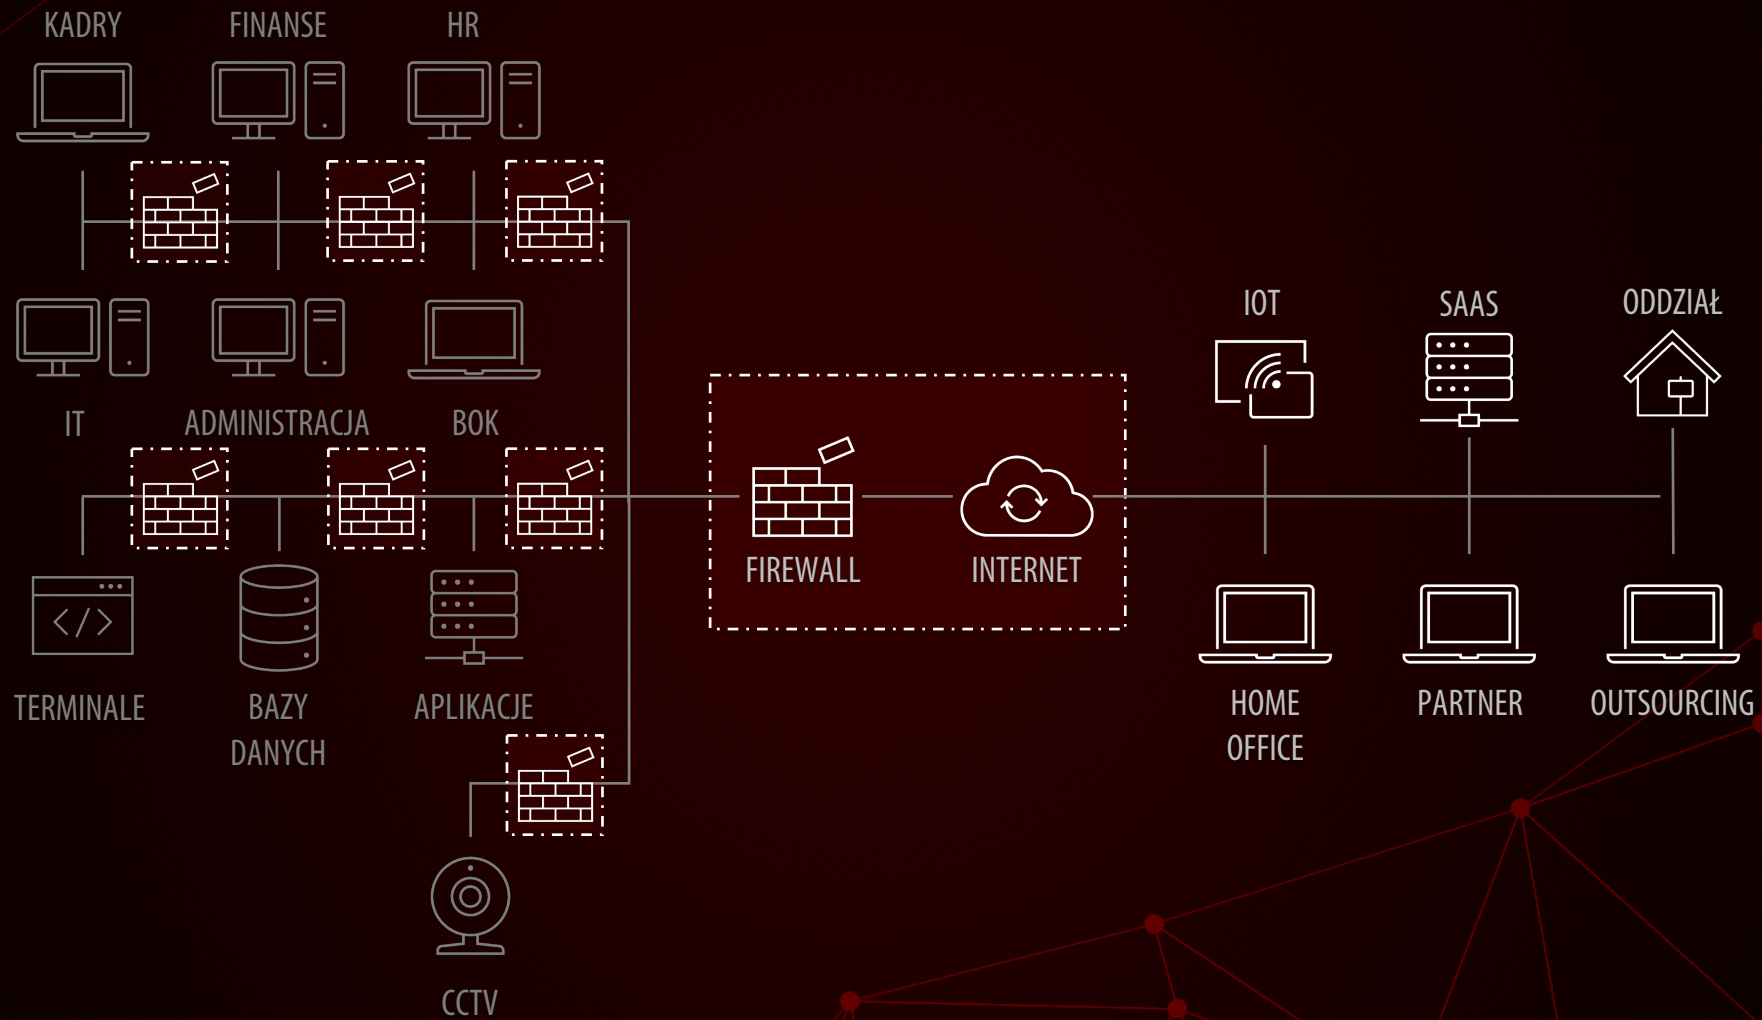 KADRY
FINANSE
HR
IT
ADMINISTRACJA
BOK
TERMINALE
BAZY
DANYCH
APLIKACJE
CCTV
FIREWALL
INTERNET
IOT
SAAS
ODDZIAŁ
HOME
OFFICE
PARTNER
OUTSOURCING